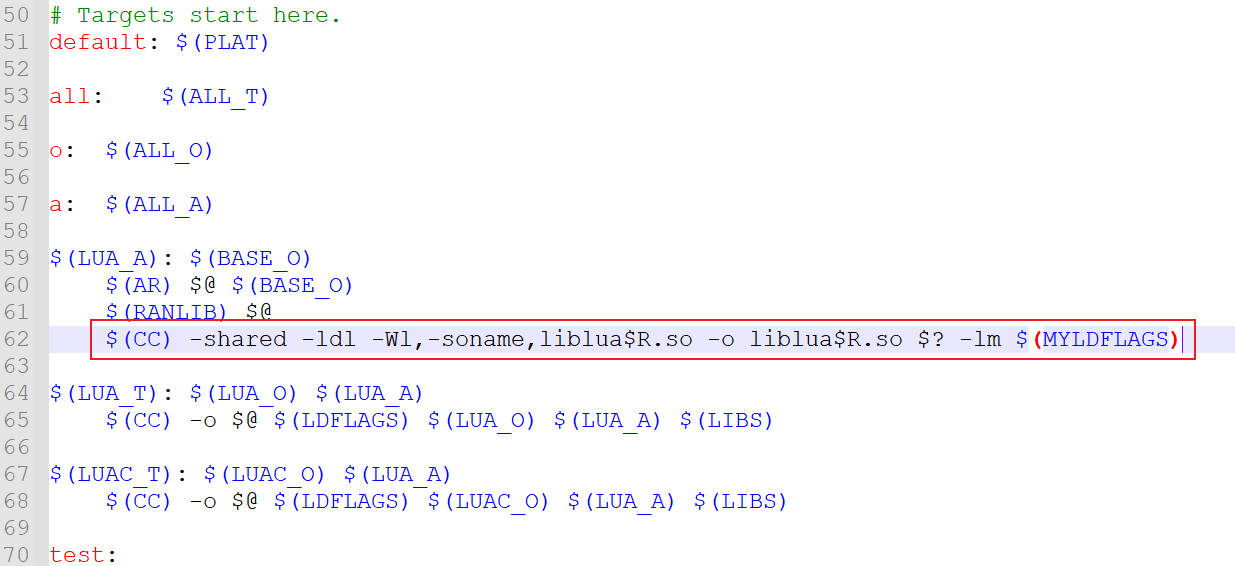 50 # Targets start here.
51 default: $(PLAT)
52
53 all:    $(ALL_T)
54
55 o:  $(ALL_O)
56
57 a:  $(ALL_A)
58
59 $(LUA_A): $(BASE_O)
60     $(AR) $@ $(BASE_O)
61     $(RANLIB) $@
62     $(CC) -shared -ldl -Wl,-soname,liblua$R.so -o liblua$R.so $? -lm $(MYLDFLAGS)
63
64 $(LUA_T): $(LUA_O) $(LUA_A)
65     $(CC) -o $@ $(LDFLAGS) $(LUA_O) $(LUA_A) $(LIBS)
66
67 $(LUAC_T): $(LUAC_O) $(LUA_A)
68     $(CC) -o $@ $(LDFLAGS) $(LUAC_O) $(LUA_A) $(LIBS)
69
70 test: